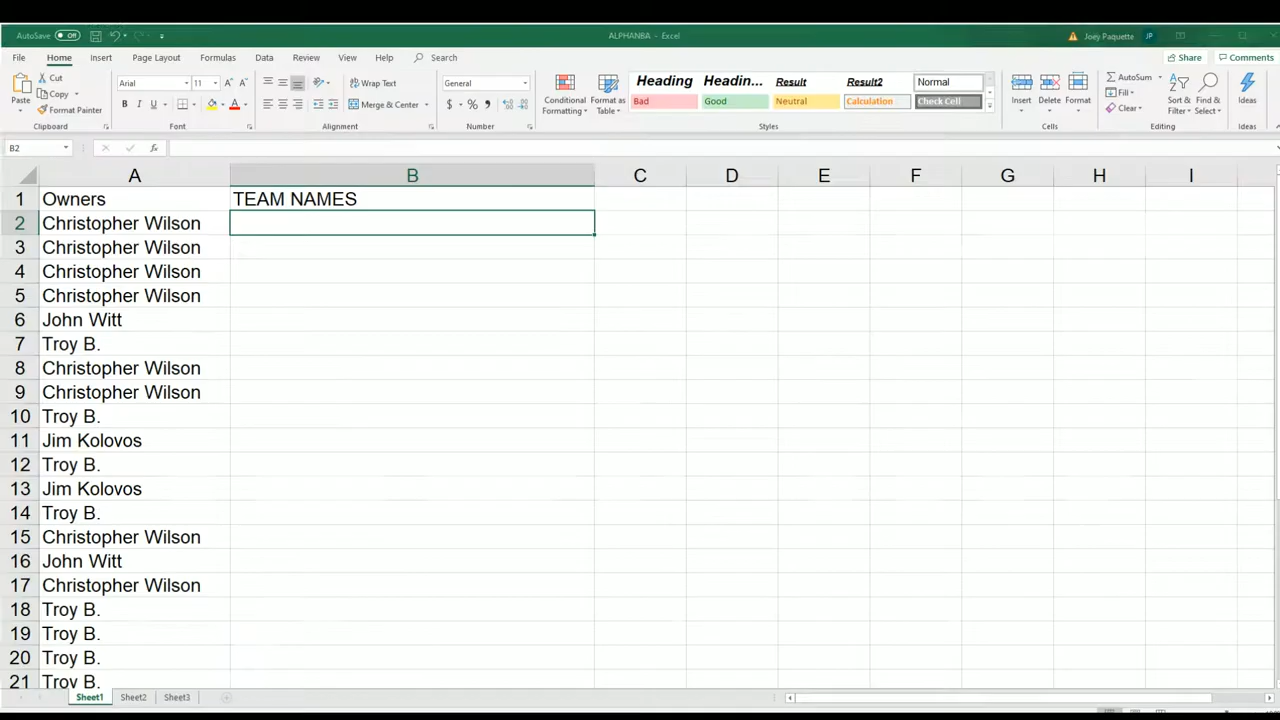 AutoSave Off
ALPHANBA - Excel
Joey Paquette JP
File Home Insert Page Layout Formulas Data Review View Help Search Share Comments
Paste Cut Copy Format Painter Clipboard
Arial 11 B I U A Font
Wrap Text Merge & Center Alignment
General $ % Number
Conditional Formatting Format as Table
Heading Headin... Result Result2 Normal
Bad Good Neutral Calculation Check Cell
Styles
Insert Delete Format Cells
AutoSum Fill Clear Sort & Filter Find & Select Editing
Ideas Ideas
B2 fx
A B C D E F G H I
1 Owners TEAM NAMES
2 Christopher Wilson
3 Christopher Wilson
4 Christopher Wilson
5 Christopher Wilson
6 John Witt
7 Troy B.
8 Christopher Wilson
9 Christopher Wilson
10 Troy B.
11 Jim Kolovos
12 Troy B.
13 Jim Kolovos
14 Troy B.
15 Christopher Wilson
16 John Witt
17 Christopher Wilson
18 Troy B.
19 Troy B.
20 Troy B.
21 Troy B.
Sheet1 Sheet2 Sheet3